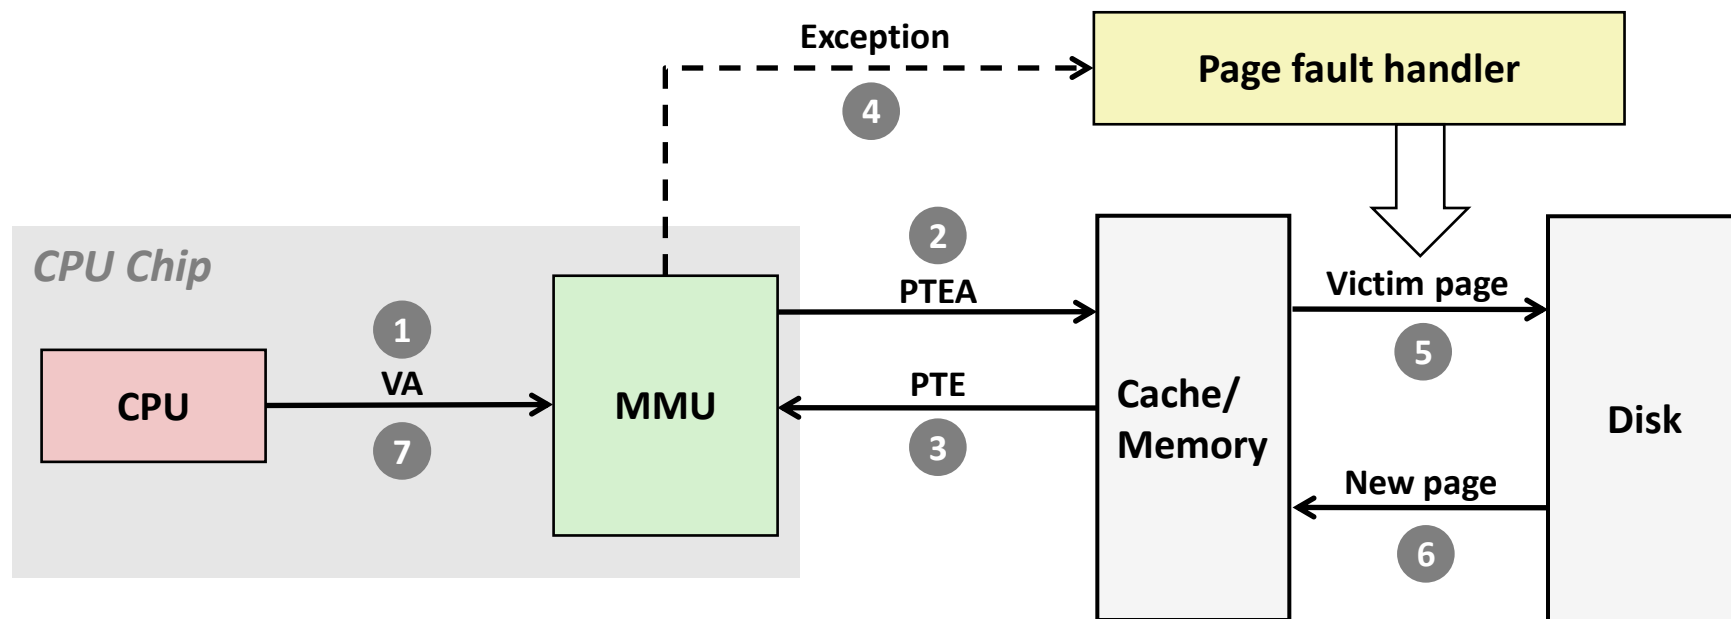 Exception
Page fault handler
4
CPU Chip
2
PTEA
Victim page
1
VA
5
CPU
MMU
PTE
Cache/
Memory
Disk
7
3
New page
6